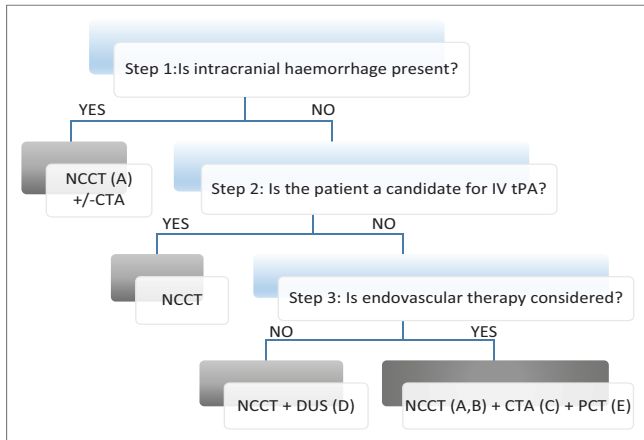 Step 1:Is intracranial haemorrhage present?
YES
NO
NCCT (A)
+/-CTA
Step 2: Is the patient a candidate for IV tPA?
YES
NO
NCCT
Step 3: Is endovascular therapy considered?
NO
YES
NCCT + DUS (D)
NCCT (A,B) + CTA (C) + PCT (E)